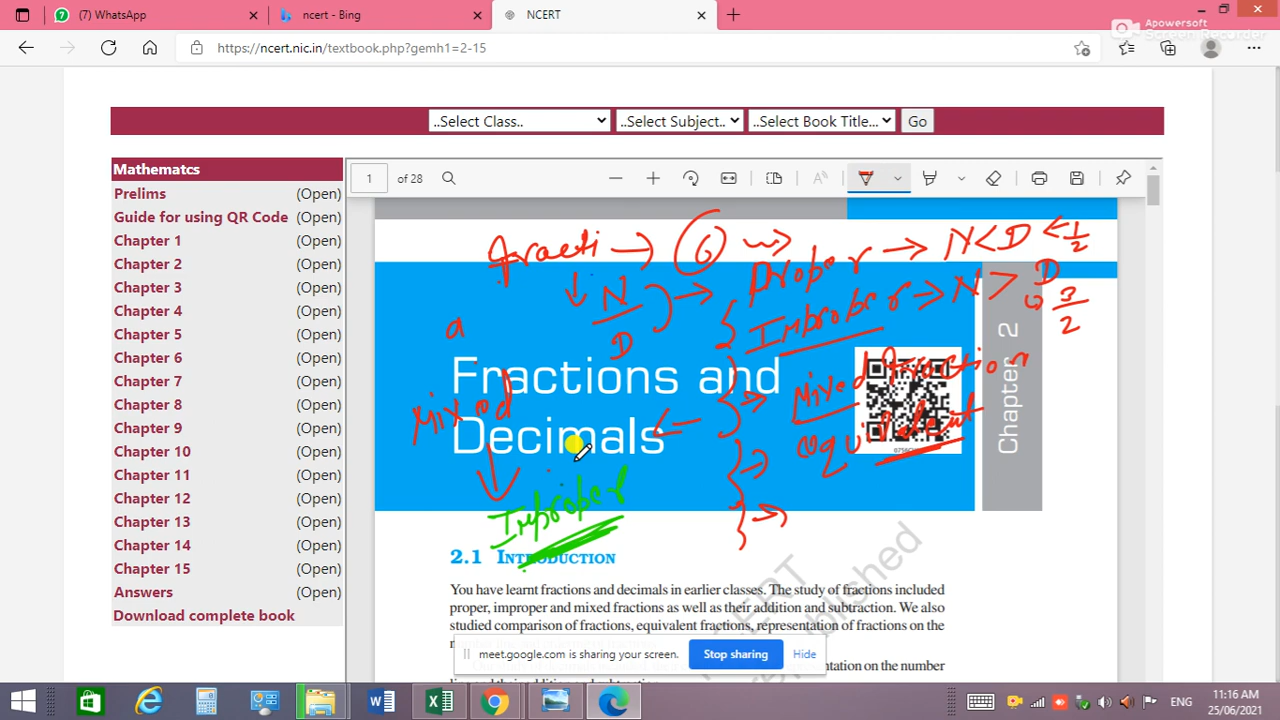 (7) WhatsApp
ncert - Bing
NCERT
Apowersoft
Screen Recorder
https://ncert.nic.in/textbook.php?gemh1=2-15
..Select Class..
..Select Subject..
..Select Book Title...
Go
Mathematcs
Prelims (Open)
Guide for using QR Code (Open)
Chapter 1 (Open)
Chapter 2 (Open)
Chapter 3 (Open)
Chapter 4 (Open)
Chapter 5 (Open)
Chapter 6 (Open)
Chapter 7 (Open)
Chapter 8 (Open)
Chapter 9 (Open)
Chapter 10 (Open)
Chapter 11 (Open)
Chapter 12 (Open)
Chapter 13 (Open)
Chapter 14 (Open)
Chapter 15 (Open)
Answers (Open)
Download complete book
1 of 28
fracti → 6 → Proper → N<D ← 1/2
↓ N/D → Improper → N > D 3/2
a
Mixed fraction
Equivalent
Mixed
Improper
Fractions and
Decimals
Chapter 2
2.1 INTRODUCTION
You have learnt fractions and decimals in earlier classes. The study of fractions included
proper, improper and mixed fractions as well as their addition and subtraction. We also
studied comparison of fractions, equivalent fractions, representation of fractions on the
meet.google.com is sharing your screen.
Stop sharing
Hide
ENG
11:16 AM
25/06/2021